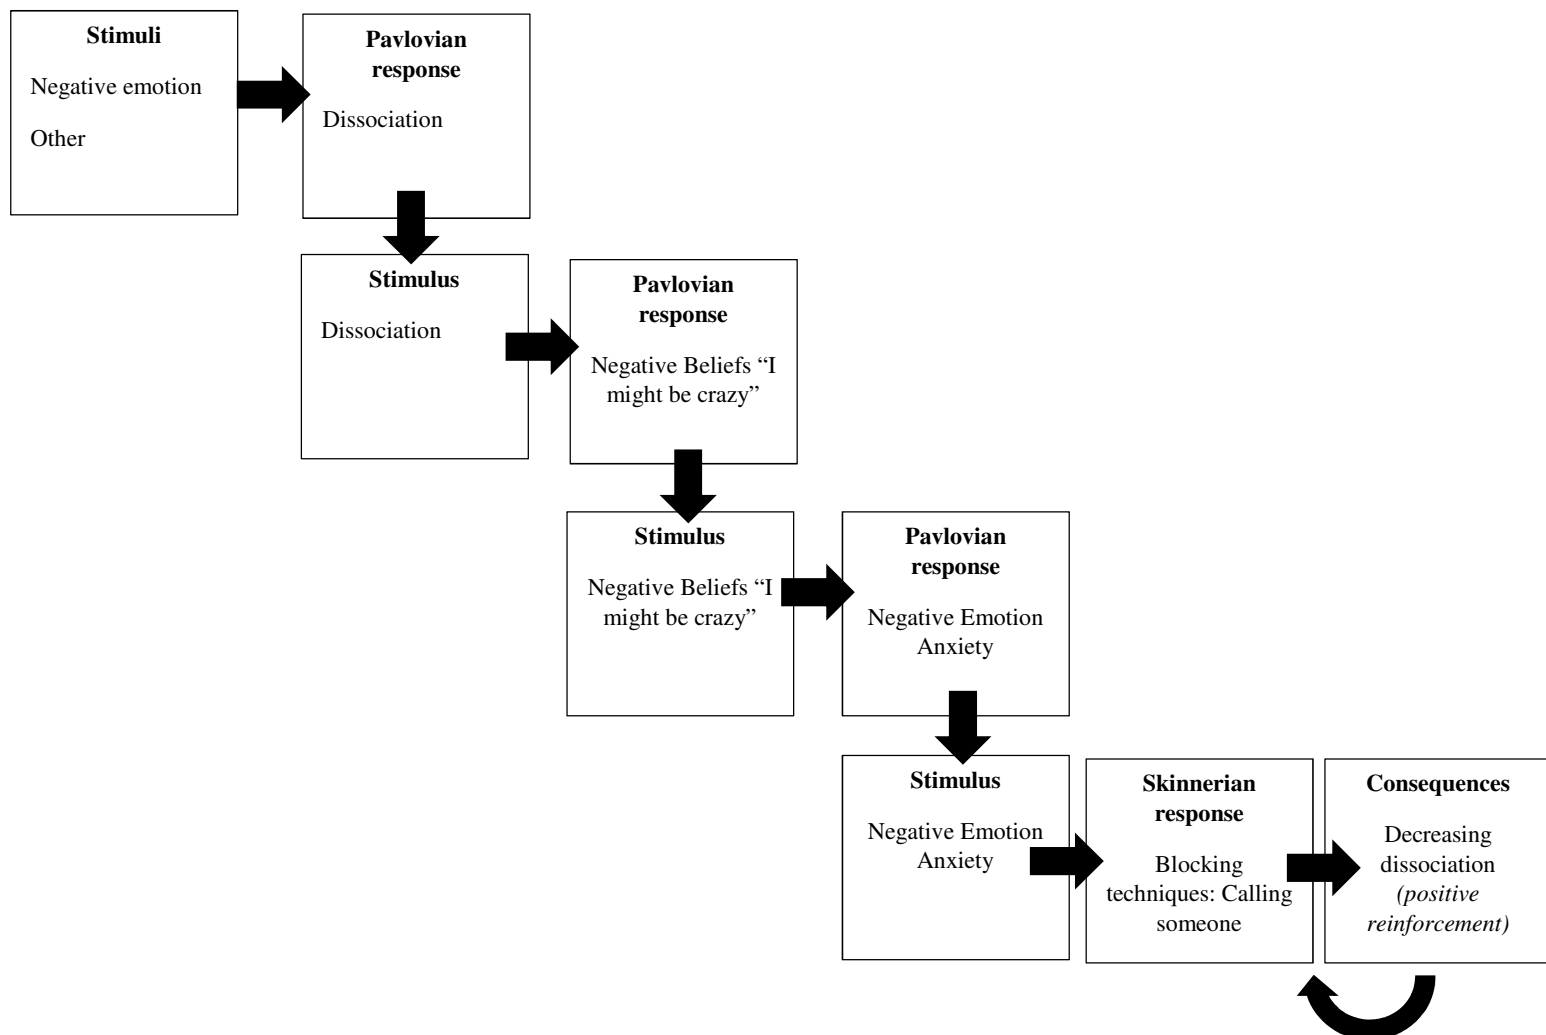 Stimuli
Negative emotion
Other
Pavlovian
response
Dissociation
Stimulus
Dissociation
Pavlovian
response
Negative Beliefs “I
might be crazy”
Stimulus
Negative Beliefs “I
might be crazy”
Pavlovian
response
Negative Emotion
Anxiety
Stimulus
Negative Emotion
Anxiety
Skinnerian
response
Blocking
techniques: Calling
someone
Consequences
Decreasing
dissociation
(positive
reinforcement)